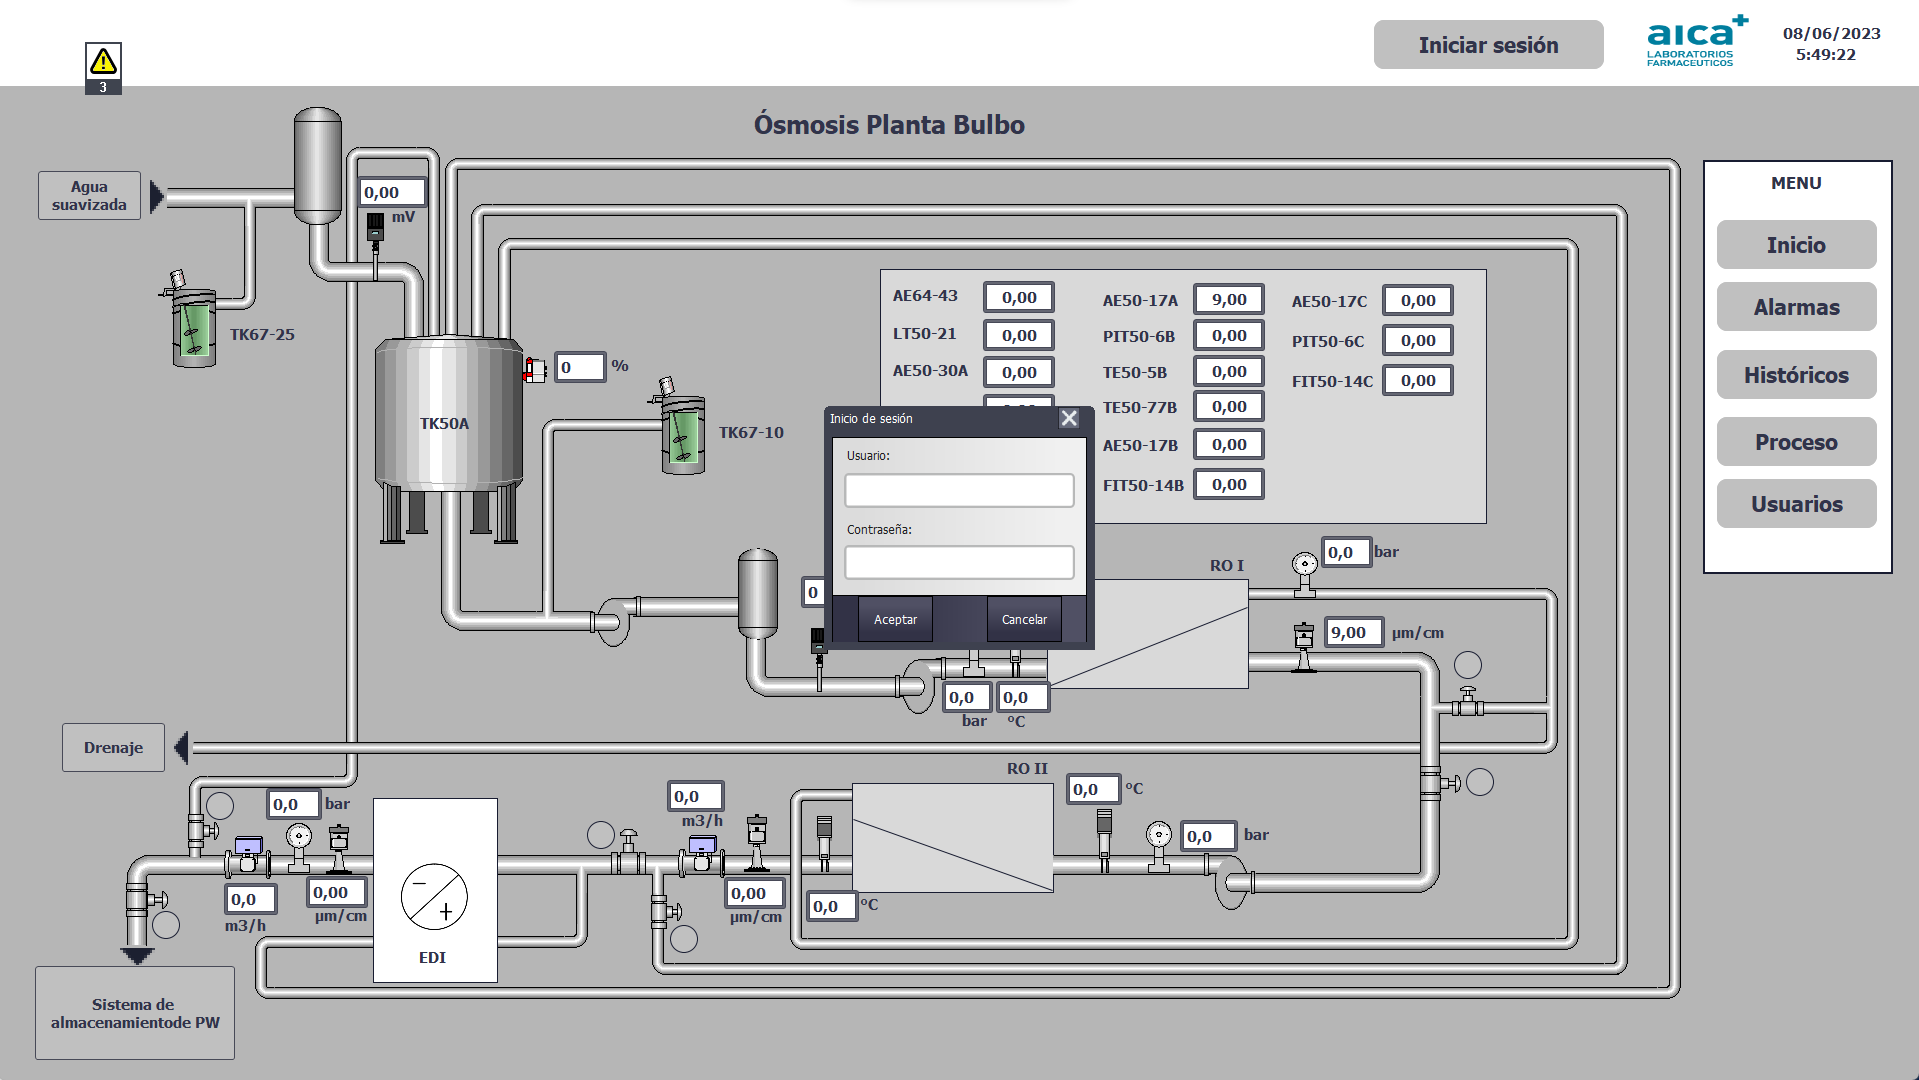 Iniciar sesión
aica+
LABORATORIOS
FARMACEUTICOS
08/06/2023
5:49:22
3
Ósmosis Planta Bulbo
Agua
suavizada
0,00
mV
TK67-25
TK50A
0
%
TK67-10
AE64-43
0,00
LT50-21
0,00
AE50-30A
0,00
AE50-17A
9,00
PIT50-6B
0,00
TE50-5B
0,00
TE50-77B
0,00
AE50-17B
0,00
FIT50-14B
0,00
AE50-17C
0,00
PIT50-6C
0,00
FIT50-14C
0,00
MENU
Inicio
Alarmas
Históricos
Proceso
Usuarios
Inicio de sesión
Usuario:
Contraseña:
Aceptar
Cancelar
0
RO I
0,0
bar
9,00
µm/cm
0,0
bar
0,0
°C
Drenaje
RO II
0,0
bar
0,0
m3/h
0,0
°C
0,0
bar
0,0
m3/h
0,00
µm/cm
0,00
µm/cm
0,0
°C
EDI
Sistema de
almacenamientode PW